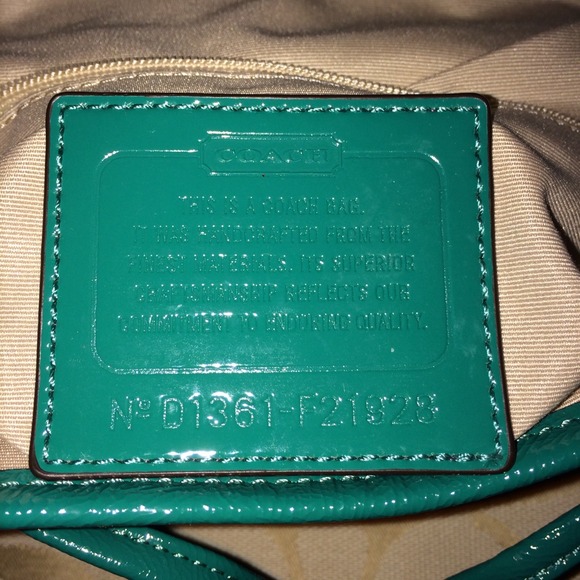 COACH
THIS IS A COACH BAG.
IT WAS HANDCRAFTED FROM THE
FINEST MATERIALS. ITS SUPERIOR
CRAFTSMANSHIP REFLECTS OUR
COMMITMENT TO ENDURING QUALITY.
Nº D1361-F21928